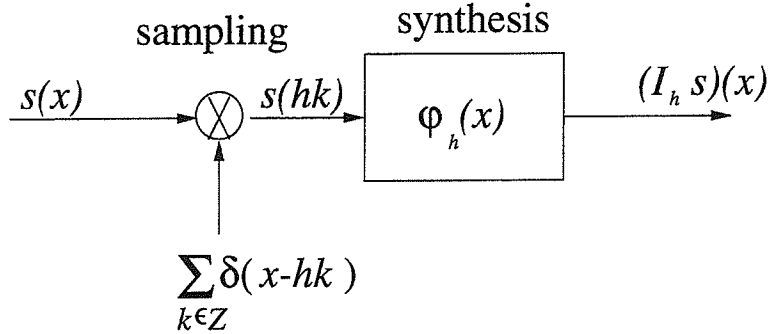 sampling
synthesis
s(x)
s(hk)
φ_h(x)
(I_h s)(x)
∑δ(x-hk)
k∈Z